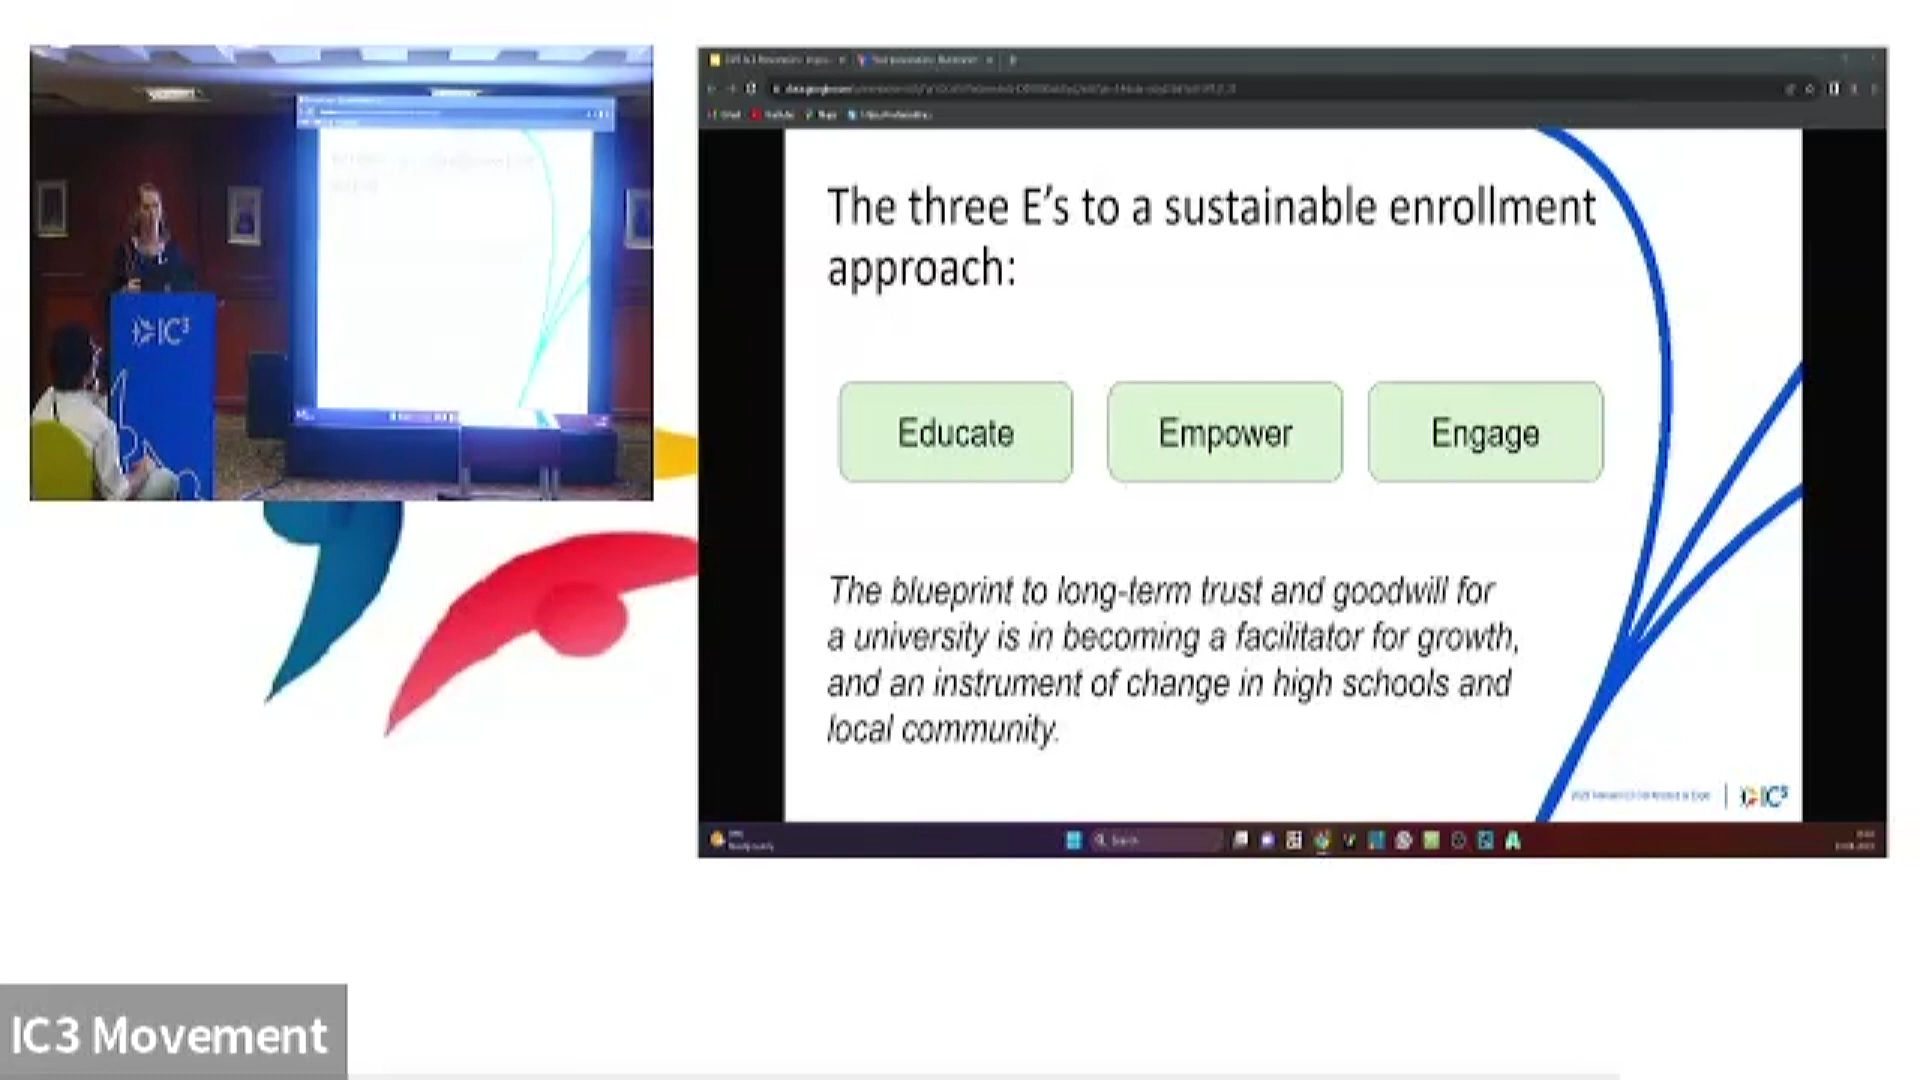 IC3
The three E's to a sustainable enrollment
approach:
Educate
Empower
Engage
The blueprint to long-term trust and goodwill for
a university is in becoming a facilitator for growth,
and an instrument of change in high schools and
local community.
IC3
Search
IC3 Movement